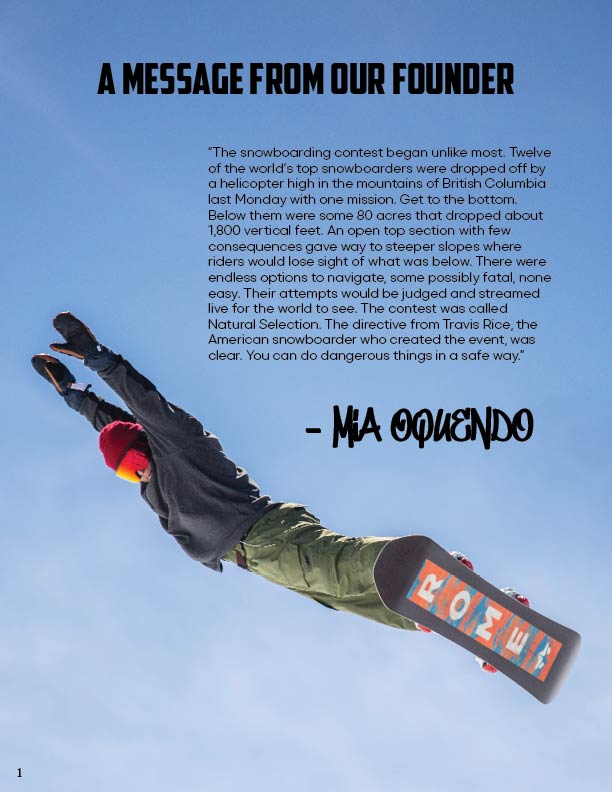 A MESSAGE FROM OUR FOUNDER
"The snowboarding contest began unlike most. Twelve
of the world's top snowboarders were dropped off by
a helicopter high in the mountains of British Columbia
last Monday with one mission. Get to the bottom.
Below them were some 80 acres that dropped about
1,800 vertical feet. An open top section with few
consequences gave way to steeper slopes where
riders would lose sight of what was below. There were
endless options to navigate, some possibly fatal, none
easy. Their attempts would be judged and streamed
live for the world to see. The contest was called
Natural Selection. The directive from Travis Rice, the
American snowboarder who created the event, was
clear. You can do dangerous things in a safe way."
- MiA OQUENDO
ROME
1